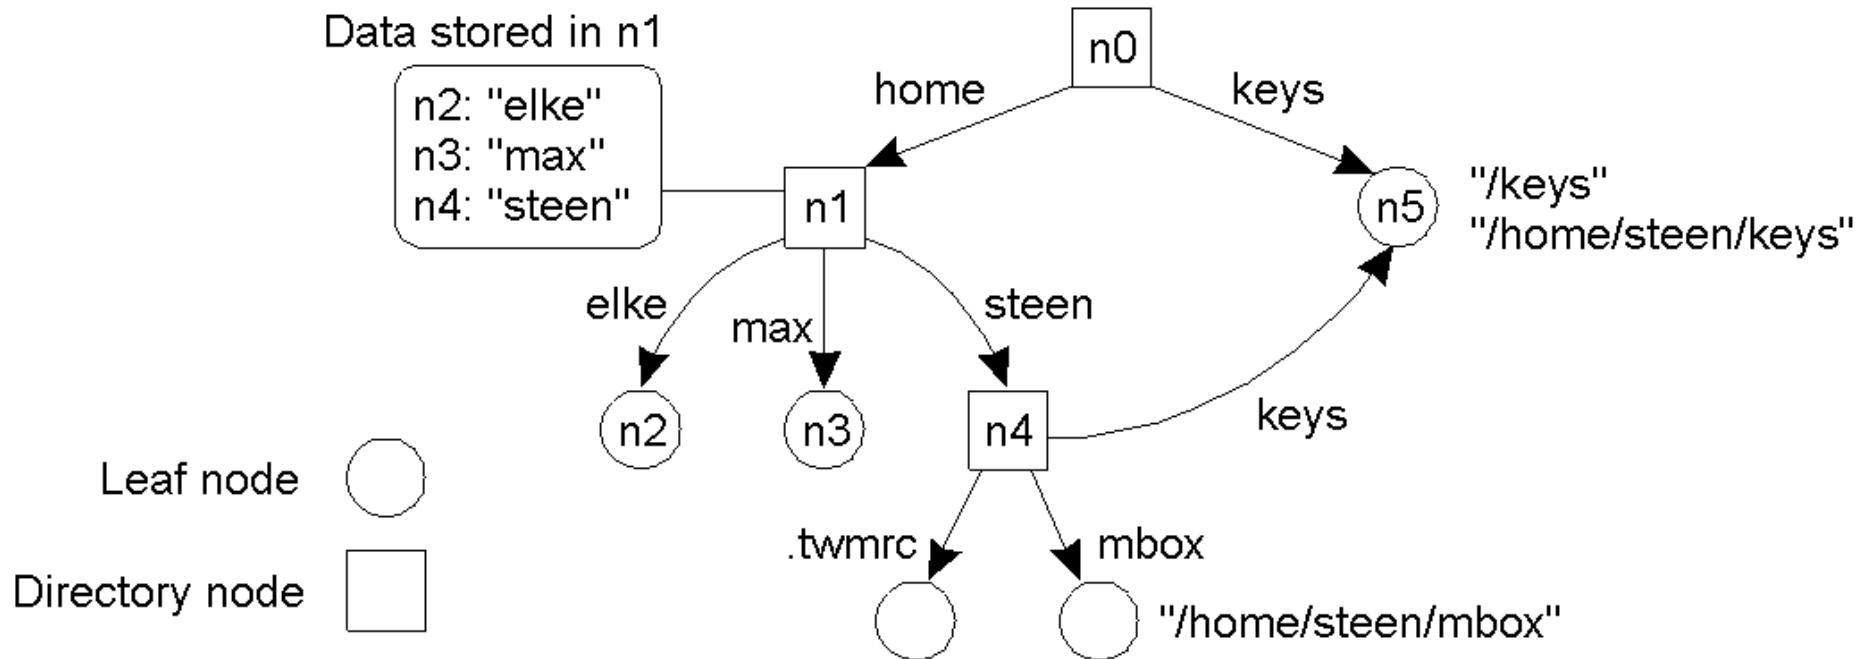 Data stored in n1
n0
home
keys
n2: "elke"
n3: "max"
n4: "steen"
n1
n5
"/keys"
"/home/steen/keys"
elke
max
steen
keys
n2
n3
n4
Leaf node
.twmrc
mbox
Directory node
"/home/steen/mbox"